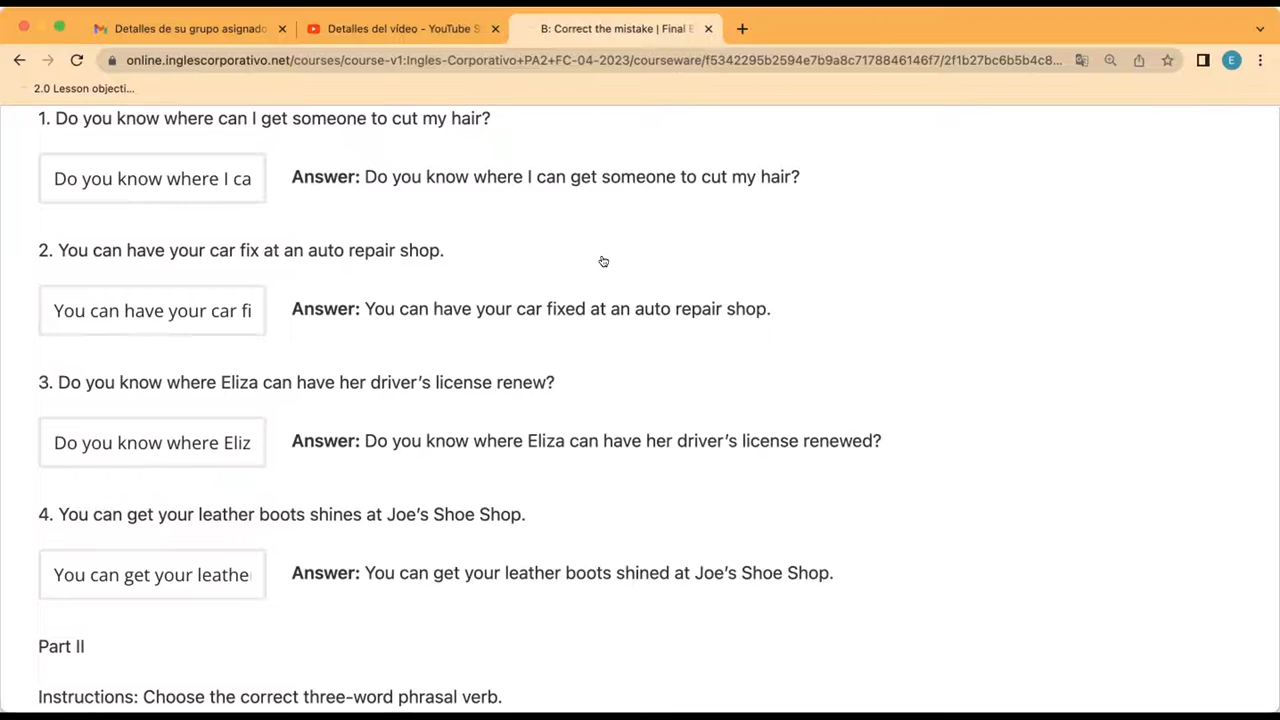 Detalles de su grupo asignado
Detalles del vídeo - YouTube S
B: Correct the mistake | Final E
online.inglescorporativo.net/courses/course-v1:Ingles-Corporativo+PA2+FC-04-2023/courseware/f5342295b2594e7b9a8c7178846146f7/2f1b27bc6b5b4c8...
E
2.0 Lesson objecti...
1. Do you know where can I get someone to cut my hair?
Do you know where I ca
Answer: Do you know where I can get someone to cut my hair?
2. You can have your car fix at an auto repair shop.
You can have your car fi
Answer: You can have your car fixed at an auto repair shop.
3. Do you know where Eliza can have her driver’s license renew?
Do you know where Eliz
Answer: Do you know where Eliza can have her driver’s license renewed?
4. You can get your leather boots shines at Joe’s Shoe Shop.
You can get your leathe
Answer: You can get your leather boots shined at Joe’s Shoe Shop.
Part II
Instructions: Choose the correct three-word phrasal verb.